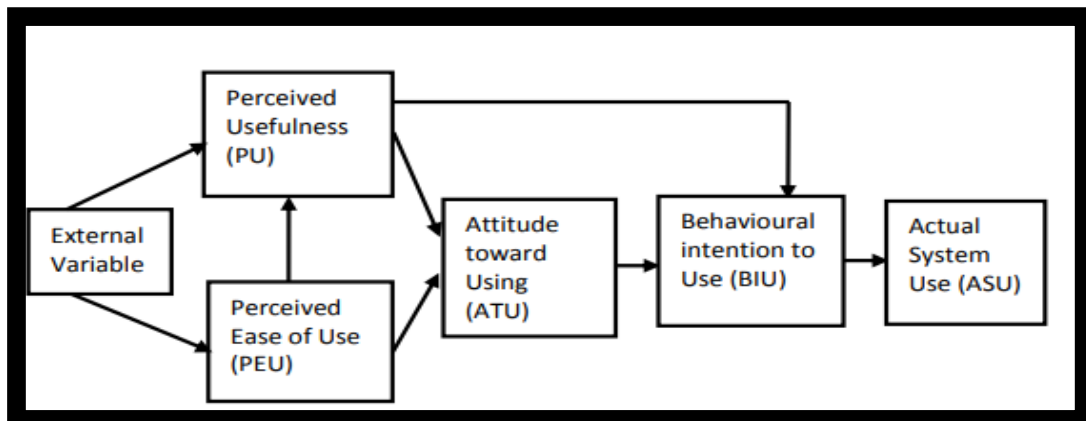 External
Variable
Perceived
Usefulness
(PU)
Perceived
Ease of Use
(PEU)
Attitude
toward
Using
(ATU)
Behavioural
intention to
Use (BIU)
Actual
System
Use (ASU)